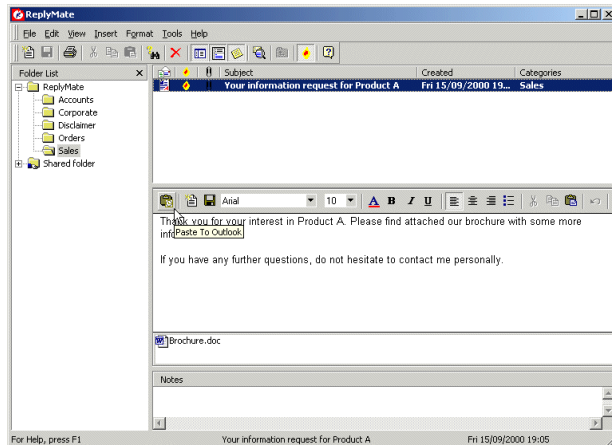 ReplyMate
File Edit View Insert Format Tools Help
Folder List x
ReplyMate
Accounts
Corporate
Disclaimer
Orders
Sales
Shared folder
Subject Created Categories
Your information request for Product A Fri 15/09/2000 19... Sales
Arial 10 A B I U
Thank you for your interest in Product A. Please find attached our brochure with some more
Paste To Outlook
If you have any further questions, do not hesitate to contact me personally.
Brochure.doc
Notes
For Help, press F1 Your information request for Product A Fri 15/09/2000 19:05